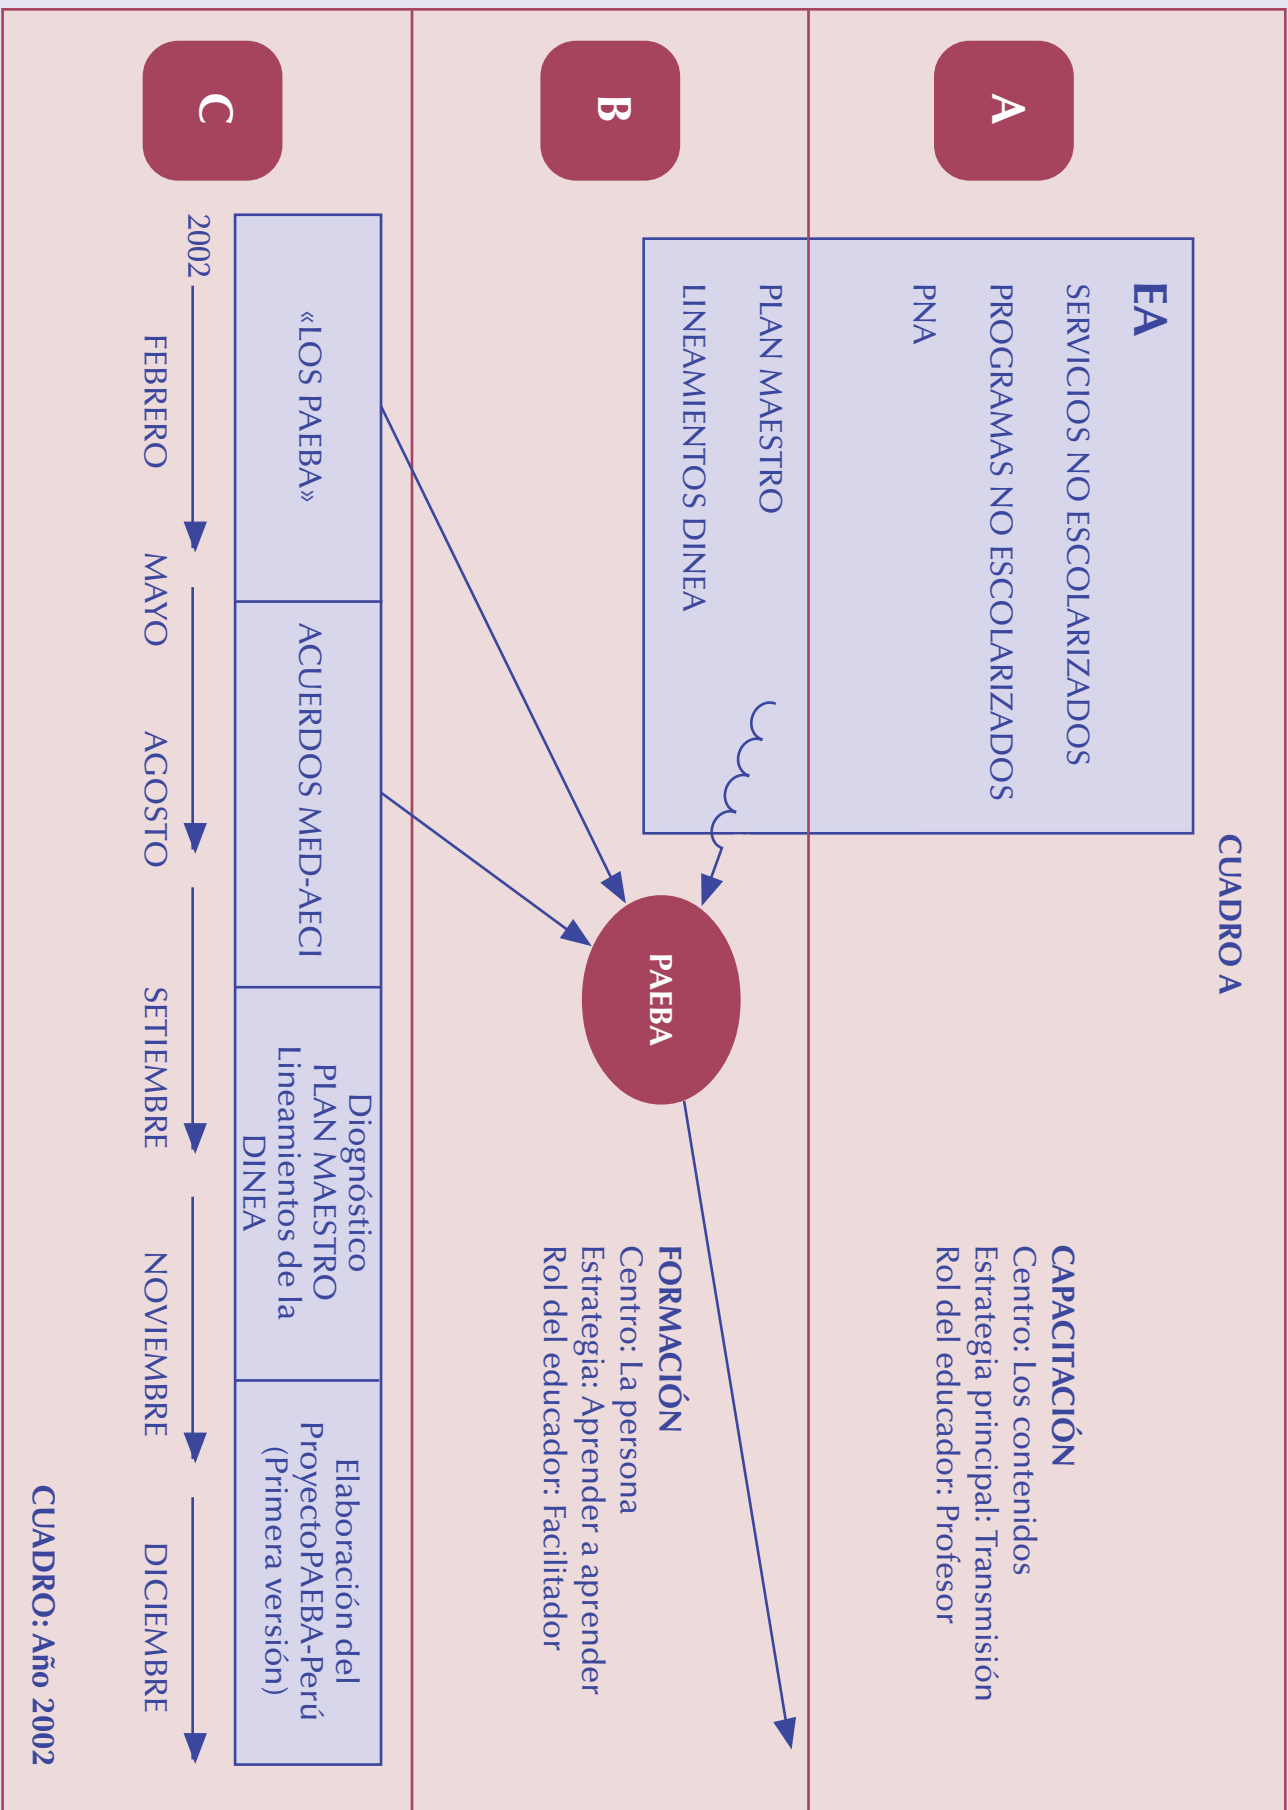 CUADRO A
A
EA
SERVICIOS NO ESCOLARIZADOS
PROGRAMAS NO ESCOLARIZADOS
PNA
CAPACITACIÓN
Centro: Los contenidos
Estrategia principal: Transmisión
Rol del educador: Profesor
B
PLAN MAESTRO
LINEAMIENTOS DINEA
PAEBA
FORMACIÓN
Centro: La persona
Estrategia: Aprender a aprender
Rol del educador: Facilitador
C
«LOS PAEBA»
ACUERDOS MED-AECI
Diognóstico
PLAN MAESTRO
Lineamientos de la
DINEA
Elaboración del
ProyectoPAEBA-Perú
(Primera versión)
2002
FEBRERO
MAYO
AGOSTO
SETIEMBRE
NOVIEMBRE
DICIEMBRE
CUADRO: Año 2002